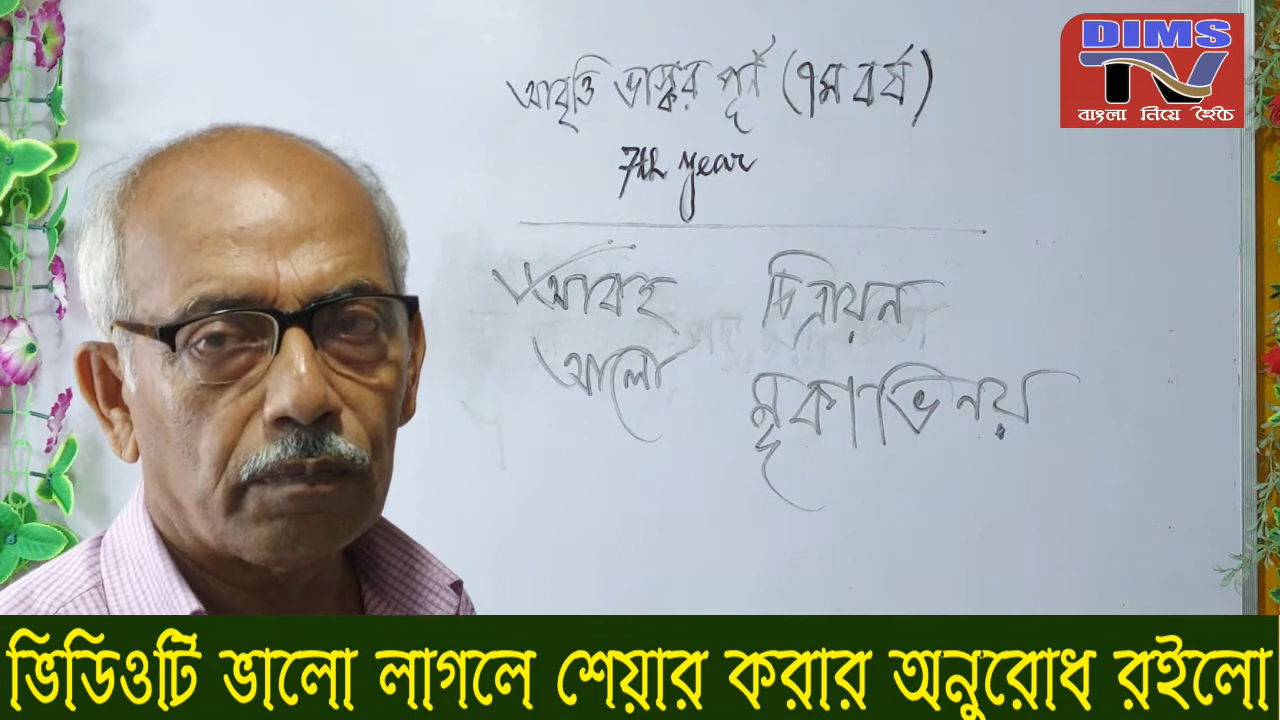 DIMS
TV
বাংলা নিয়ে হৈচৈ
আবৃত্তি ভাস্কর পূর্ন (৭ম বর্ষ)
7th year
আবহ চিত্রায়ন
আলো মূকাভিনয়
ভিডিওটি ভালো লাগলে শেয়ার করার অনুরোধ রইলো